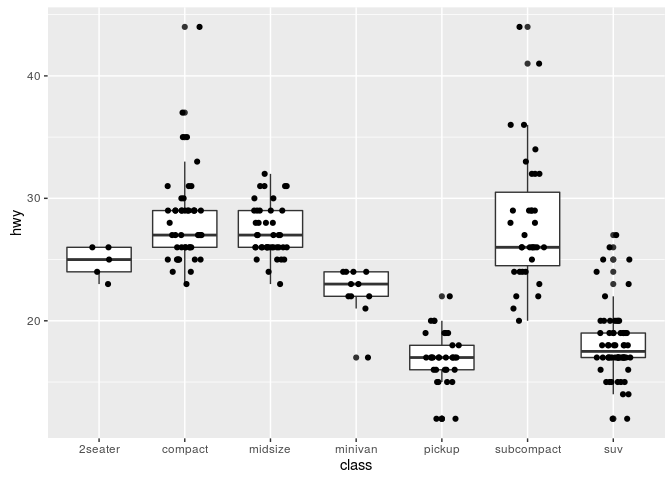 hwy
40
30
20
2seater compact midsize minivan pickup subcompact suv
class